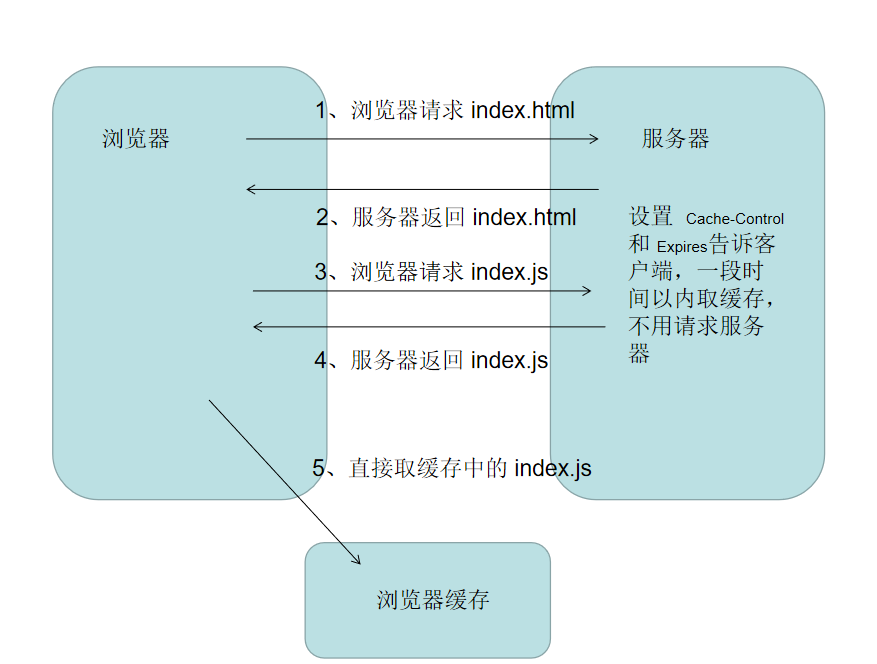 1、浏览器请求 index.html
浏览器
服务器
2、服务器返回 index.html
设置 Cache-Control
和 Expires告诉客
户端，一段时
间以内取缓存，
不用请求服务
器
3、浏览器请求 index.js
4、服务器返回 index.js
5、直接取缓存中的 index.js
浏览器缓存